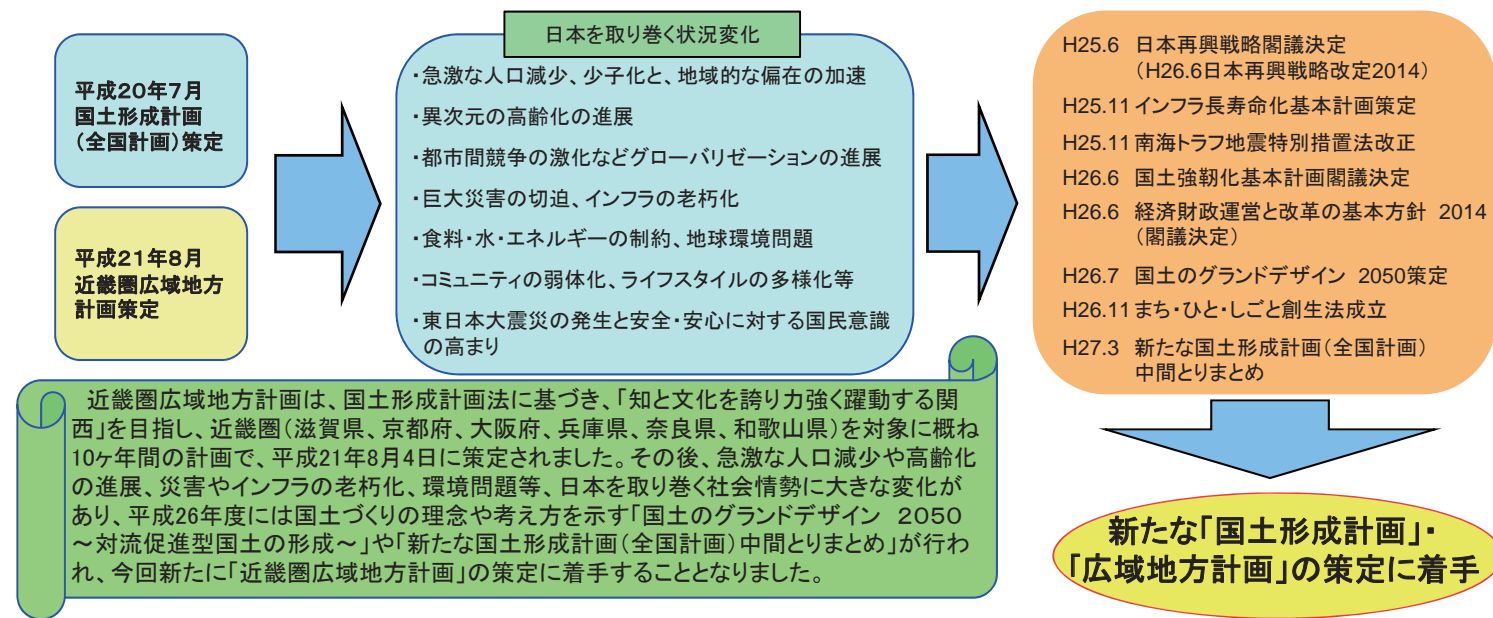 平成20年7月
国土形成計画
(全国計画)策定
平成21年8月
近畿圏広域地方
計画策定
日本を取り巻く状況変化
・急激な人口減少、少子化と、地域的な偏在の加速
・異次元の高齢化の進展
・都市間競争の激化などグローバリゼーションの進展
・巨大災害の切迫、インフラの老朽化
・食料・水・エネルギーの制約、地球環境問題
・コミュニティの弱体化、ライフスタイルの多様化等
・東日本大震災の発生と安全・安心に対する国民意識
の高まり
H25.6 日本再興戦略閣議決定
(H26.6日本再興戦略改定2014)
H25.11 インフラ長寿命化基本計画策定
H25.11 南海トラフ地震特別措置法改正
H26.6 国土強靱化基本計画閣議決定
H26.6 経済財政運営と改革の基本方針 2014
(閣議決定)
H26.7 国土のグランドデザイン 2050策定
H26.11 まち・ひと・しごと創生法成立
H27.3 新たな国土形成計画(全国計画)
中間とりまとめ
近畿圏広域地方計画は、国土形成計画法に基づき、「知と文化を誇り力強く躍動する関
西」を目指し、近畿圏(滋賀県、京都府、大阪府、兵庫県、奈良県、和歌山県)を対象に概ね
10ヶ年間の計画で、平成21年8月4日に策定されました。その後、急激な人口減少や高齢化
の進展、災害やインフラの老朽化、環境問題等、日本を取り巻く社会情勢に大きな変化が
あり、平成26年度には国土づくりの理念や考え方を示す「国土のグランドデザイン 2050
~対流促進型国土の形成~」や「新たな国土形成計画(全国計画)中間とりまとめ」が行わ
れ、今回新たに「近畿圏広域地方計画」の策定に着手することとなりました。
新たな「国土形成計画」・
「広域地方計画」の策定に着手